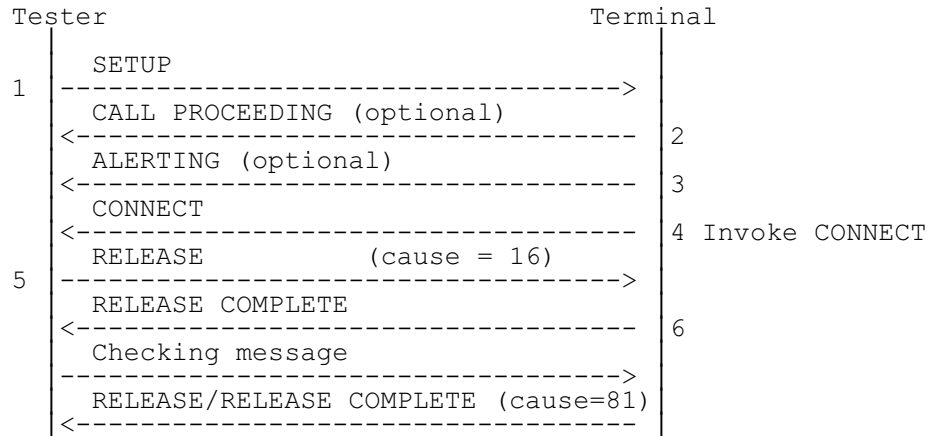 Tester Terminal
SETUP
1 ----------------------------------->
CALL PROCEEDING (optional)
<----------------------------------- 2
ALERTING (optional)
<----------------------------------- 3
CONNECT
<----------------------------------- 4 Invoke CONNECT
RELEASE (cause = 16)
5 ----------------------------------->
RELEASE COMPLETE
<----------------------------------- 6
Checking message
----------------------------------->
RELEASE/RELEASE COMPLETE (cause=81)
<-----------------------------------